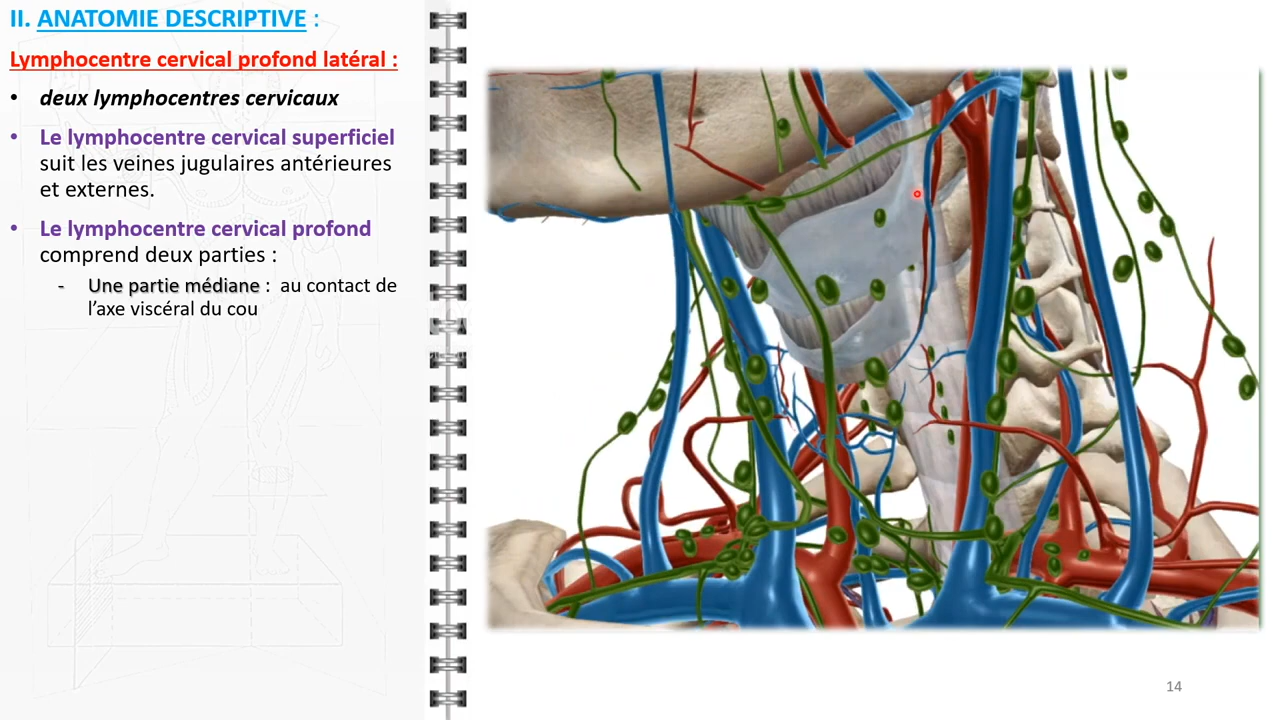 II. ANATOMIE DESCRIPTIVE :
Lymphocentre cervical profond latéral :
• deux lymphocentres cervicaux
• Le lymphocentre cervical superficiel
suit les veines jugulaires antérieures
et externes.
• Le lymphocentre cervical profond
comprend deux parties :
- Une partie médiane : au contact de
l’axe viscéral du cou
14